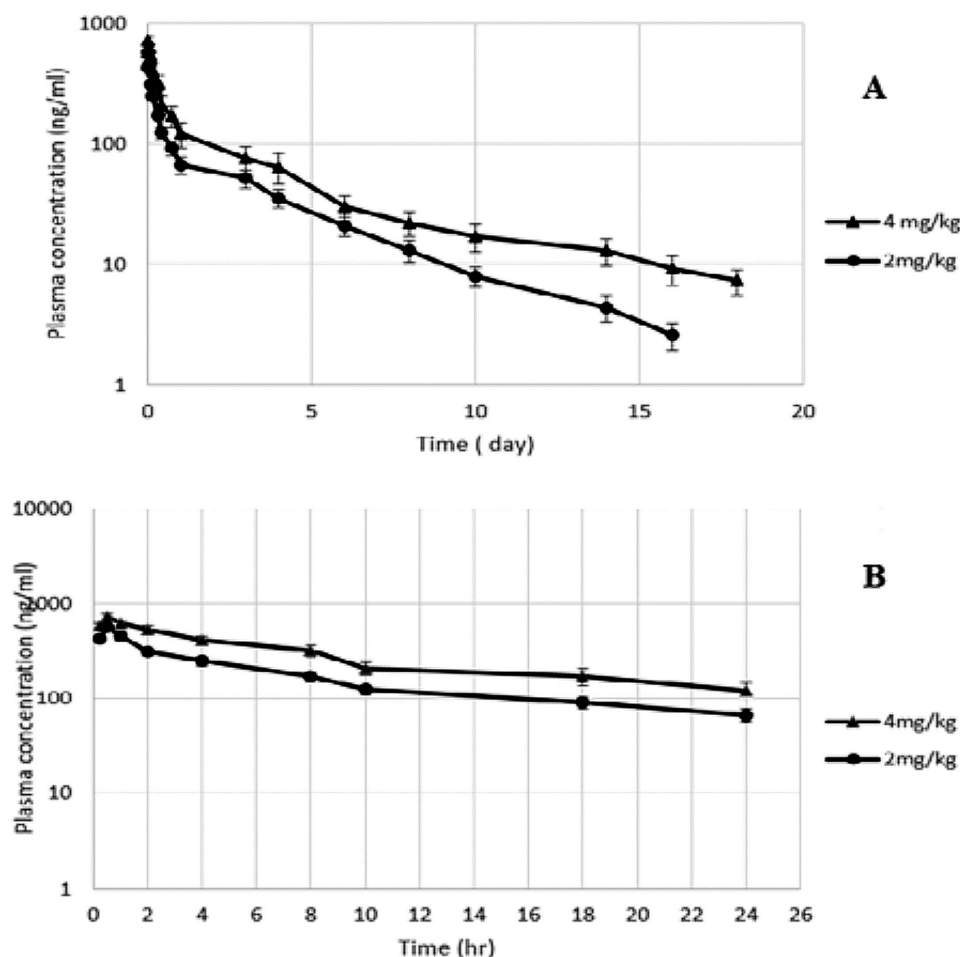 1000
100
10
1
0
5
10
15
20
Plasma concentration (ng/ml)
Time ( day)
A
4 mg/kg
2mg/kg
10000
1000
100
10
1
0 2 4 6 8 10 12 14 16 18 20 22 24 26
Plasma concentration (ng/ml)
Time (hr)
B
4mg/kg
2mg/kg